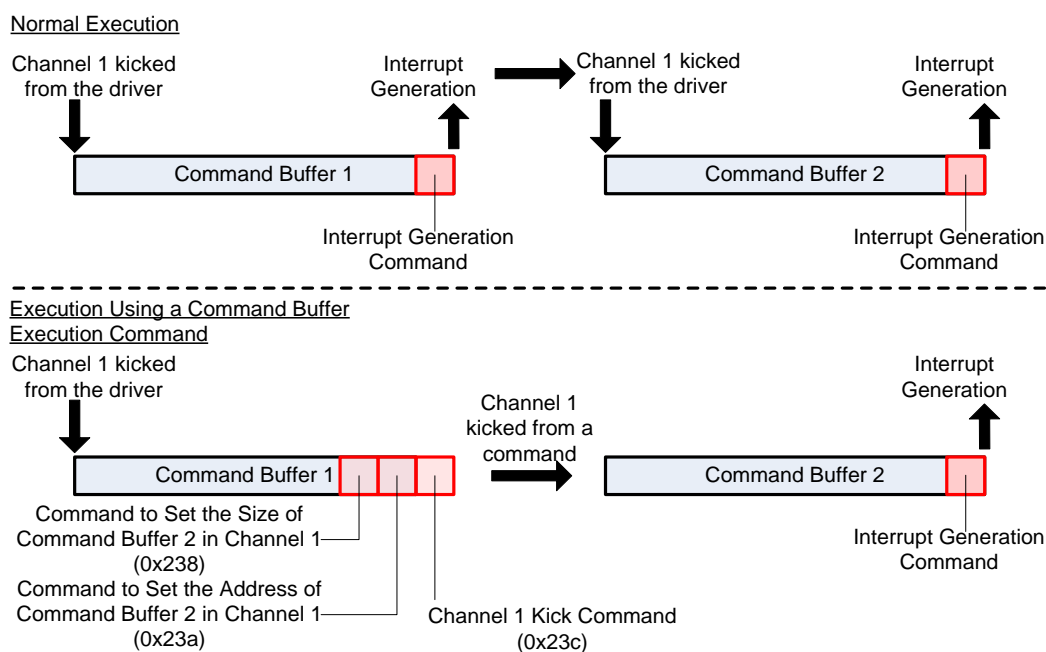 Normal Execution
Channel 1 kicked
from the driver
Interrupt
Generation
Channel 1 kicked
from the driver
Interrupt
Generation
Command Buffer 1
Command Buffer 2
Interrupt Generation
Command
Interrupt Generation
Command
Execution Using a Command Buffer
Execution Command
Channel 1 kicked
from the driver
Channel 1
kicked from a
command
Interrupt
Generation
Command Buffer 1
Command Buffer 2
Command to Set the Size of
Command Buffer 2 in Channel 1
(0x238)
Command to Set the Address of
Command Buffer 2 in Channel 1
(0x23a)
Channel 1 Kick Command
(0x23c)
Interrupt Generation
Command